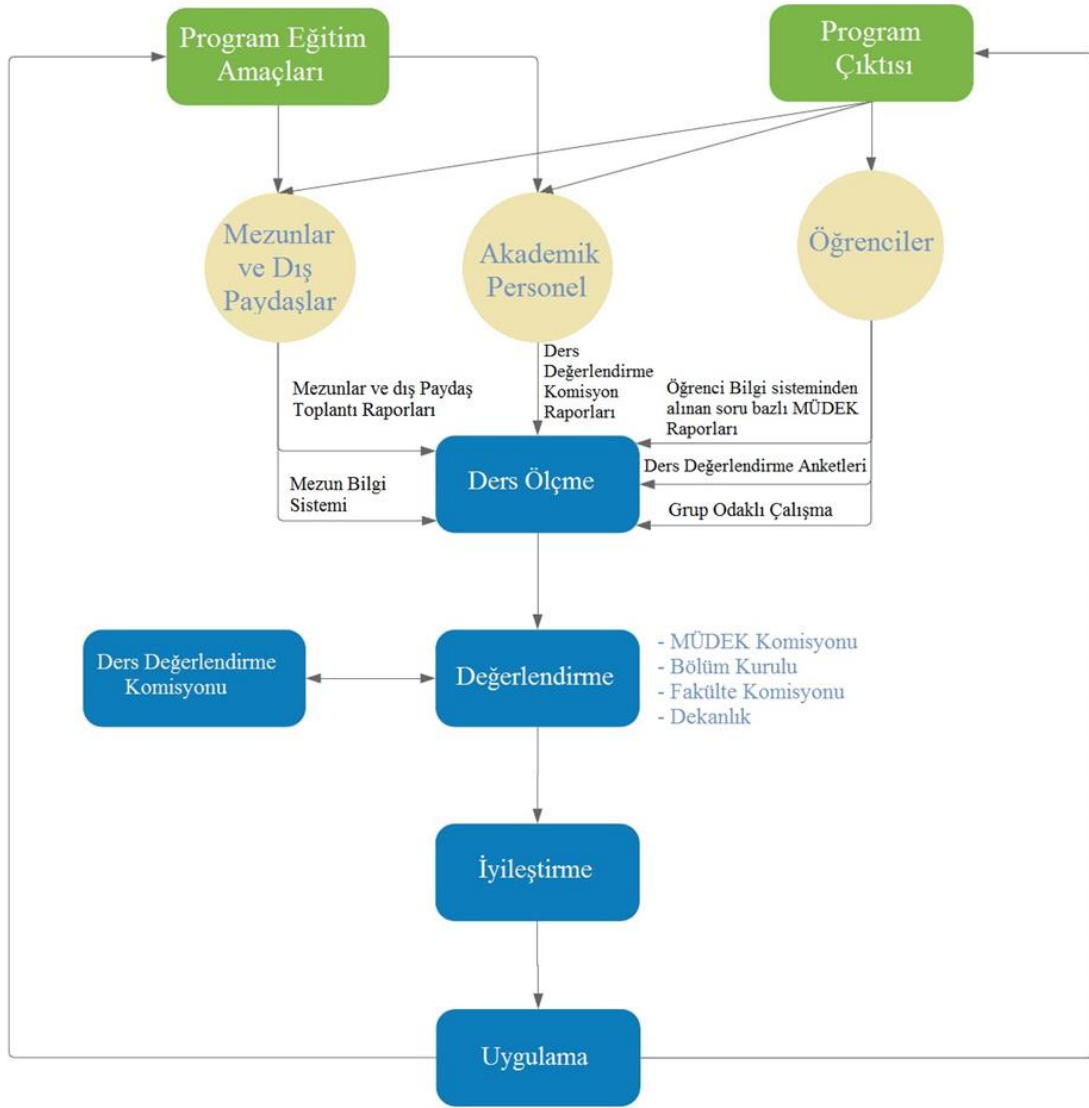 Program Eğitim
Amaçları
Program
Çıktısı
Mezunlar
ve Dış
Paydaşlar
Akademik
Personel
Öğrenciler
Mezunlar ve dış Paydaş
Toplantı Raporları
Ders
Değerlendirme
Komisyon
Raporları
Öğrenci Bilgi sisteminden
alınan soru bazlı MÜDEK
Raporları
Mezun Bilgi
Sistemi
Ders Ölçme
Ders Değerlendirme Anketleri
Grup Odaklı Çalışma
Ders Değerlendirme
Komisyonu
Değerlendirme
- MÜDEK Komisyonu
- Bölüm Kurulu
- Fakülte Komisyonu
- Dekanlık
İyileştirme
Uygulama